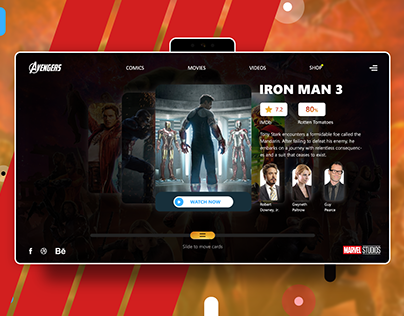 AVENGERS
COMICS
MOVIES
VIDEOS
SHOP
IRON MAN 3
7.2
80%
IMDB
Rotten Tomatoes
Tony Stark encounters a formidable foe called the
Mandarin. After failing to defeat his enemy, he
embarks on a journey with relentless consequenc-
es and a suit that ceases to exist.
WATCH NOW
Robert
Downey, Jr.
Gwyneth
Paltrow
Guy
Pearce
Slide to move cards
f
Bē
MARVEL STUDIOS